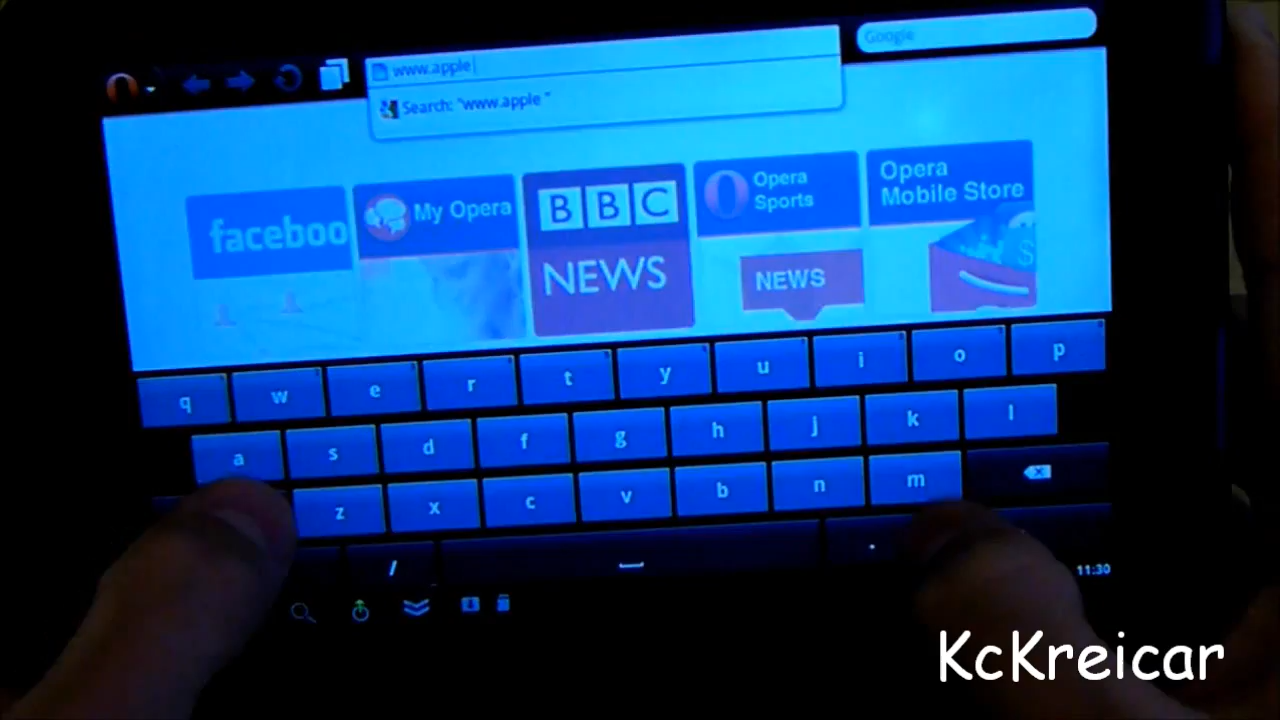 Google
www.apple
Search: "www.apple "
faceboo
My Opera
BBC
NEWS
Opera
Sports
NEWS
Opera
Mobile Store
$
q w e r t y u i o p
a s d f g h j k l
z x c v b n m
/ .
11:30
KcKreicar